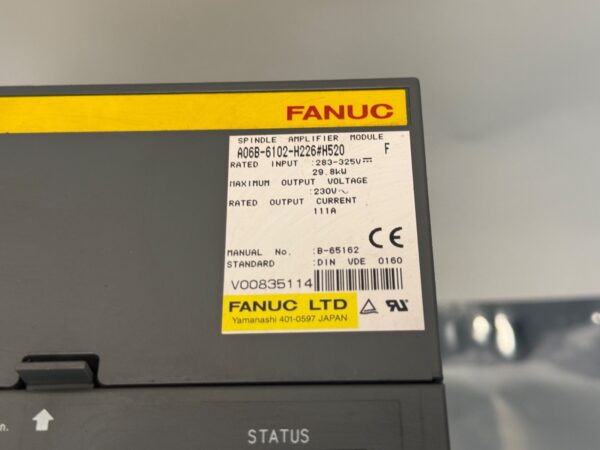 FANUC
SPINDLE AMPLIFIER MODULE
A06B-6102-H226#H520 F
RATED INPUT :283-325V⎓
29.8kW
MAXIMUM OUTPUT VOLTAGE
:230V~
RATED OUTPUT CURRENT
111A
MANUAL No. :B-65162
STANDARD :DIN VDE 0160
CE
V00835114
FANUC LTD
Yamanashi 401-0597 JAPAN
n.
STATUS